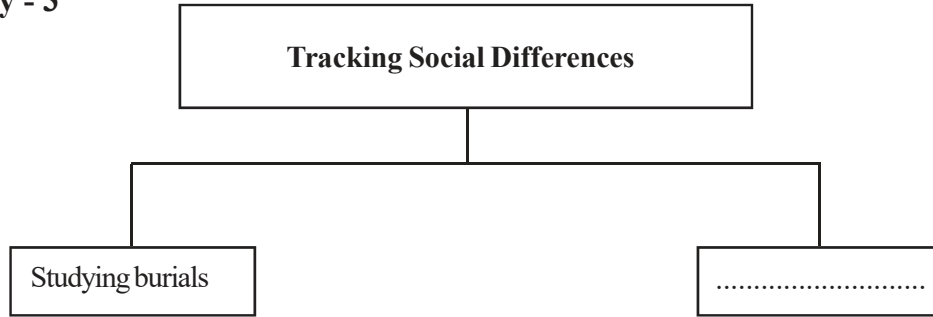 y - 3
Tracking Social Differences
Studying burials
............................